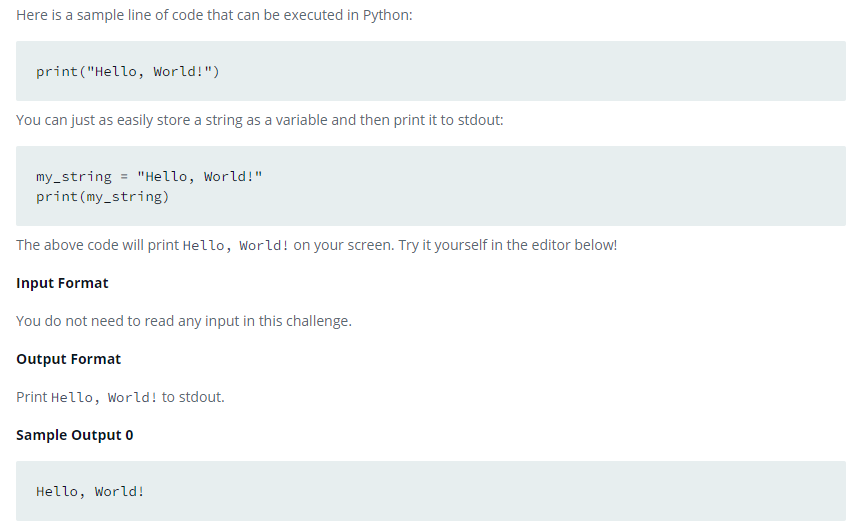 Here is a sample line of code that can be executed in Python:
print("Hello, World!")
You can just as easily store a string as a variable and then print it to stdout:
my_string = "Hello, World!"
print(my_string)
The above code will print Hello, World! on your screen. Try it yourself in the editor below!
Input Format
You do not need to read any input in this challenge.
Output Format
Print Hello, World! to stdout.
Sample Output 0
Hello, World!